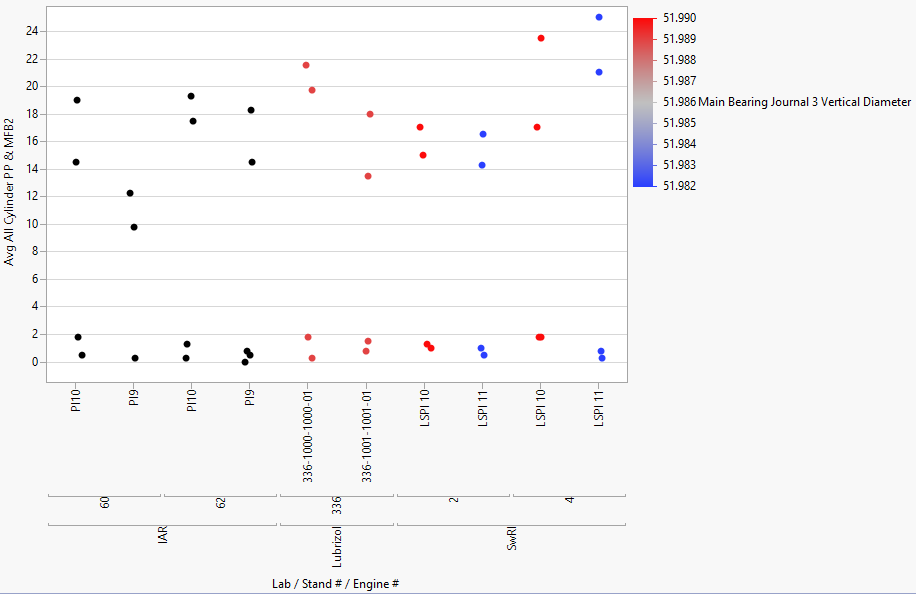 Avg All Cylinder PP & MFB2
24
22
20
18
16
14
12
10
8
6
4
2
0
51.990
51.989
51.988
51.987
51.986
51.985
51.984
51.983
51.982
Main Bearing Journal 3 Vertical Diameter
PI10
PI9
PI10
PI9
336-1000-1000-01
336-1001-1001-01
LSPI 10
LSPI 11
LSPI 10
LSPI 11
60
62
336
2
4
IAR
Lubrizol
SwRI
Lab / Stand # / Engine #